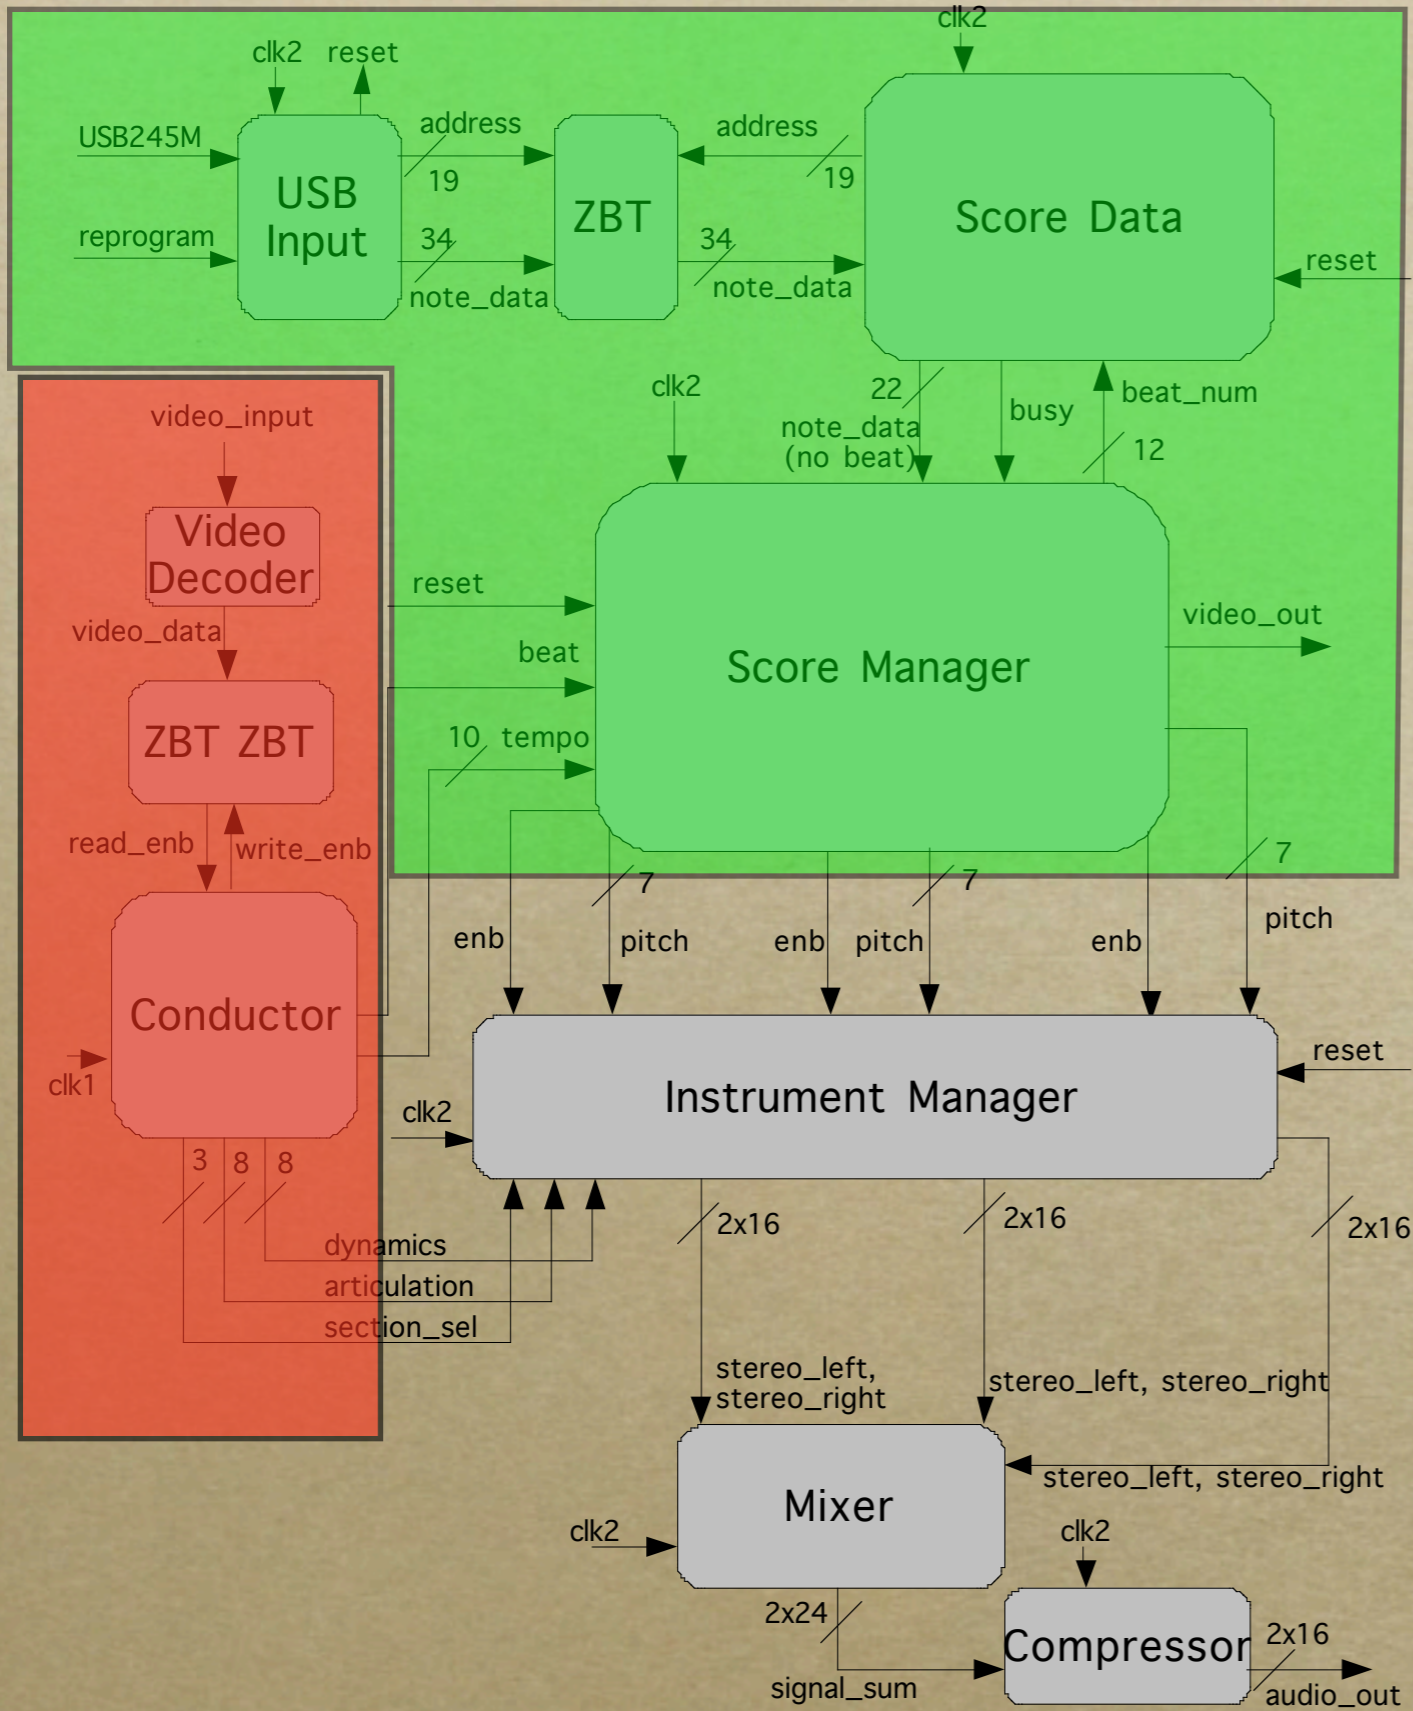 clk2
clk2 reset
USB245M
address
address
19
19
USB
Input
ZBT
Score Data
reprogram
34
34
note_data
note_data
reset
clk2
22
note_data
(no beat)
busy
beat_num
12
video_input
Video
Decoder
video_data
ZBT ZBT
read_enb
write_enb
Conductor
clk1
reset
beat
10 tempo
Score Manager
video_out
7
7
7
enb
pitch
enb
pitch
enb
pitch
Instrument Manager
reset
clk2
3
8
8
dynamics
articulation
section_sel
2x16
2x16
2x16
stereo_left,
stereo_right
stereo_left, stereo_right
stereo_left, stereo_right
Mixer
clk2
clk2
2x24
signal_sum
Compressor
2x16
audio_out